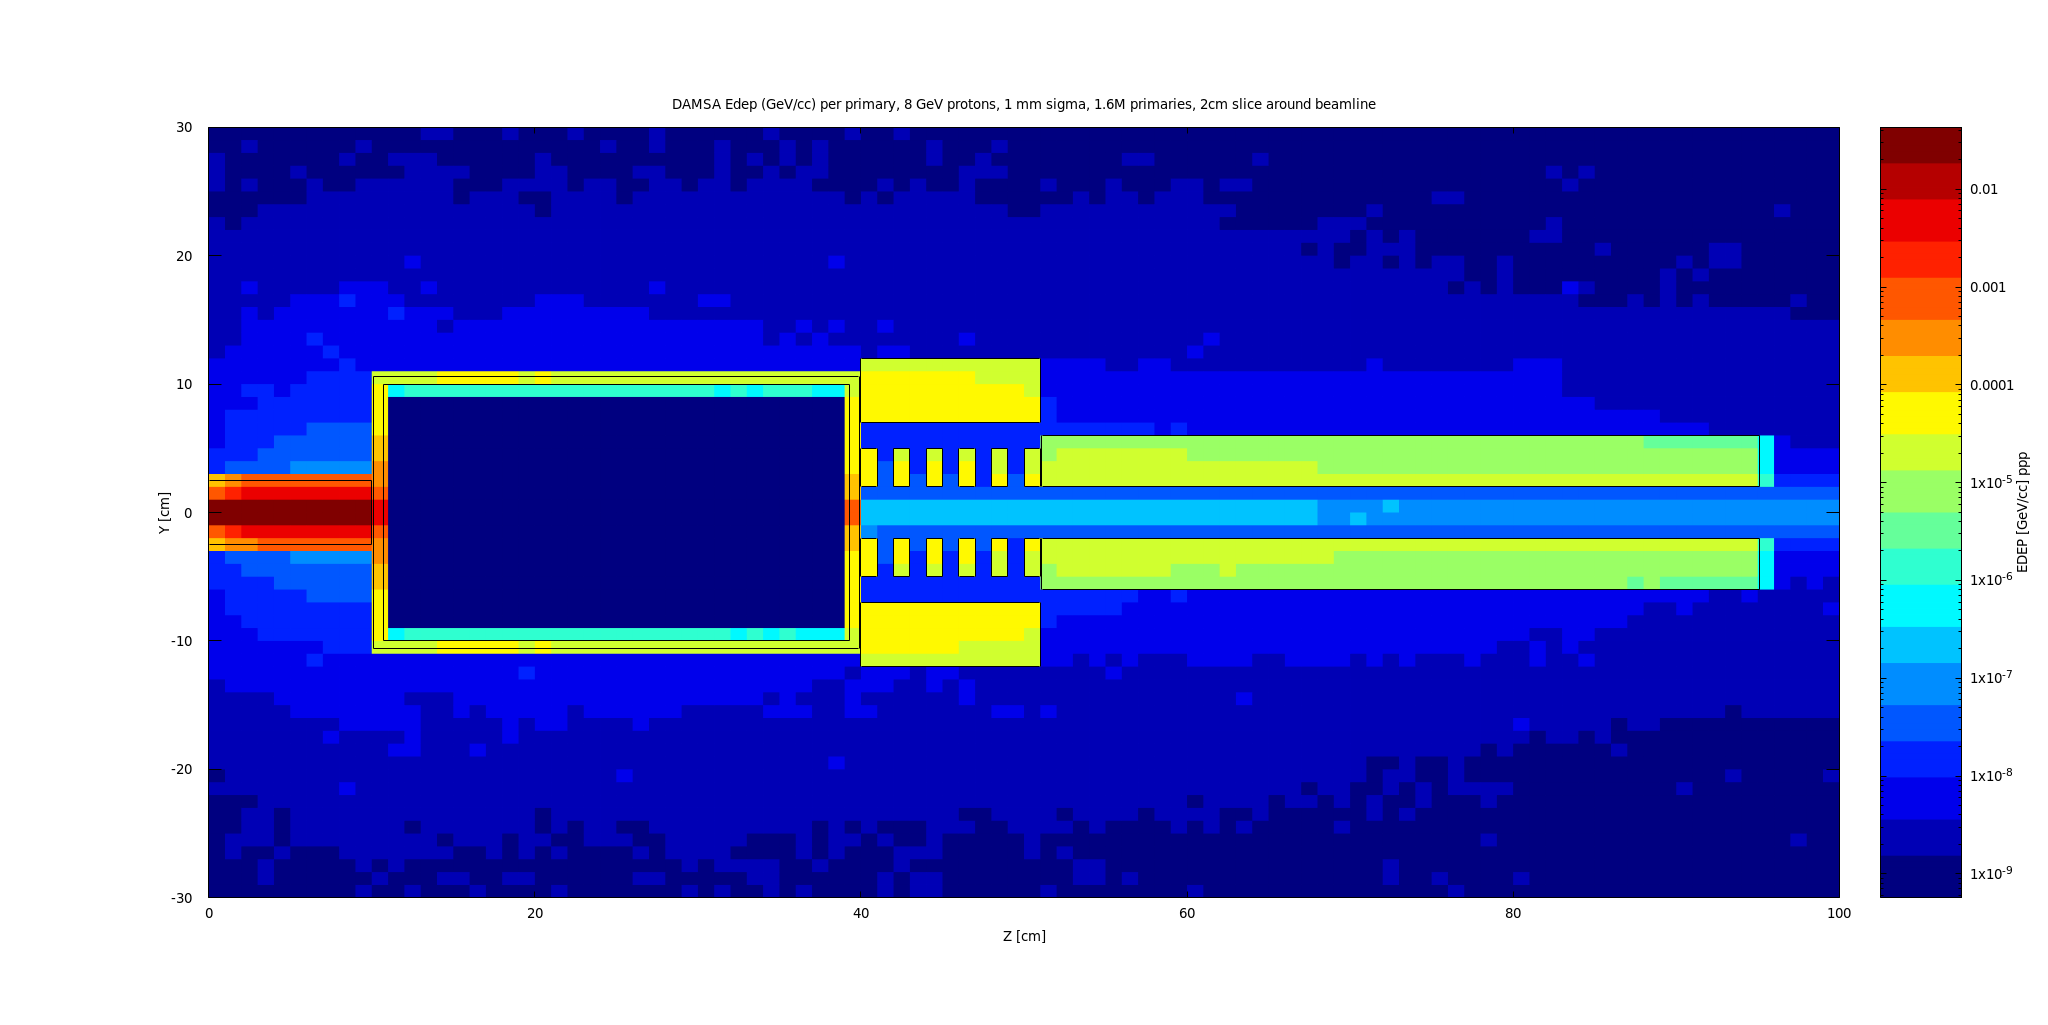 DAMSA Edep (GeV/cc) per primary, 8 GeV protons, 1 mm sigma, 1.6M primaries, 2cm slice around beamline
30
20
10
0
-10
-20
-30
Y [cm]
0 20 40 60 80 100
Z [cm]
0.01
0.001
0.0001
1x10⁻⁵
1x10⁻⁶
1x10⁻⁷
1x10⁻⁸
1x10⁻⁹
EDEP [GeV/cc] ppp